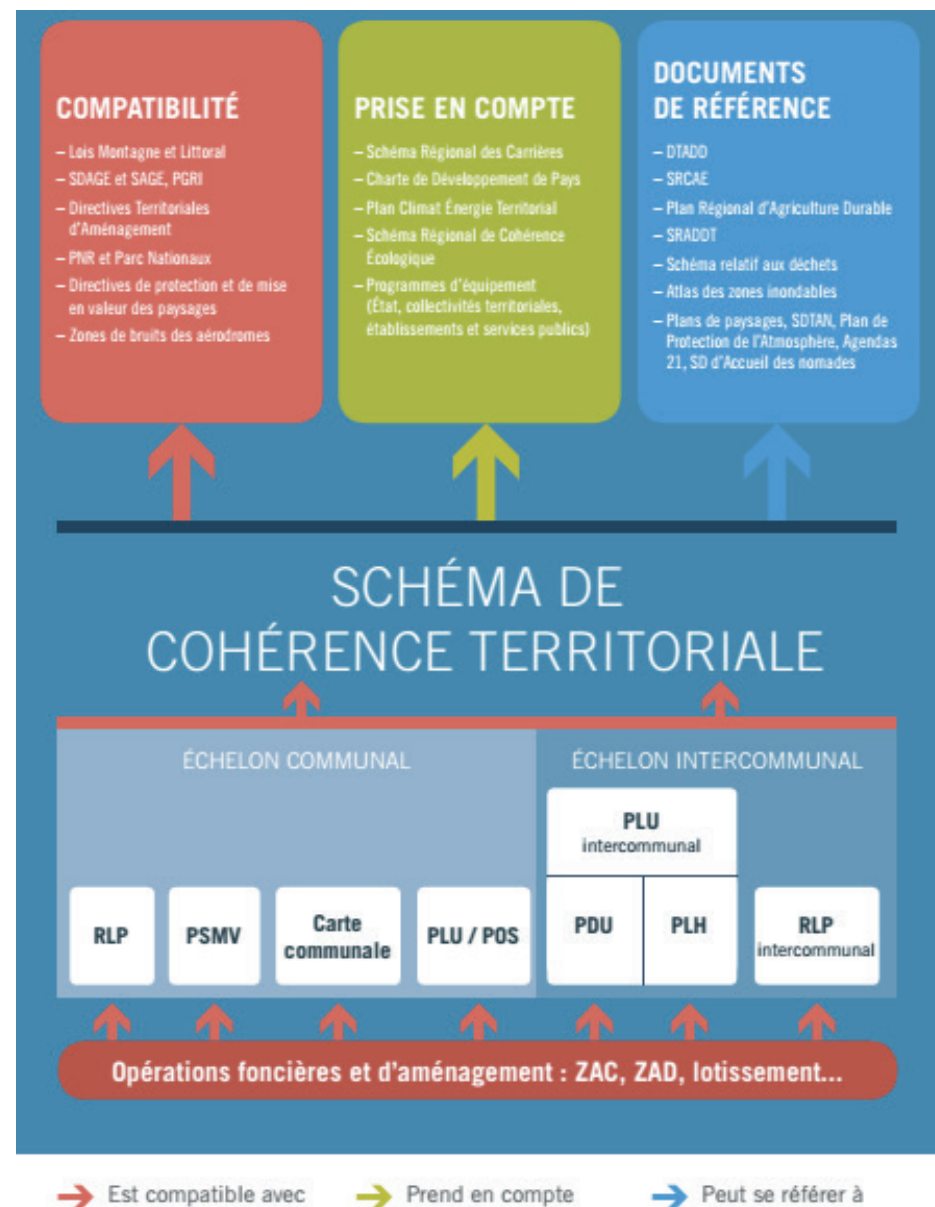 COMPATIBILITÉ
– Lois Montagne et Littoral
– SDAGE et SAGE, PGRI
– Directives Territoriales
d'Aménagement
– PNR et Parc Nationaux
– Directives de protection et de mise
en valeur des paysages
– Zones de bruits des aérodromes
PRISE EN COMPTE
– Schéma Régional des Carrières
– Charte de Développement de Pays
– Plan Climat Énergie Territorial
– Schéma Régional de Cohérence
Écologique
– Programmes d'équipement
(État, collectivités territoriales,
établissements et services publics)
DOCUMENTS
DE RÉFÉRENCE
– DTADD
– SRCAE
– Plan Régional d'Agriculture Durable
– SRADDT
– Schéma relatif aux déchets
– Atlas des zones inondables
– Plans de paysages, SDTAN, Plan de
Protection de l'Atmosphère, Agendas
21, SD d'Accueil des nomades
SCHÉMA DE
COHÉRENCE TERRITORIALE
ÉCHELON COMMUNAL
RLP
PSMV
Carte
communale
PLU / POS
ÉCHELON INTERCOMMUNAL
PLU
intercommunal
PDU
PLH
RLP
intercommunal
Opérations foncières et d'aménagement : ZAC, ZAD, lotissement...
Est compatible avec
Prend en compte
Peut se référer à